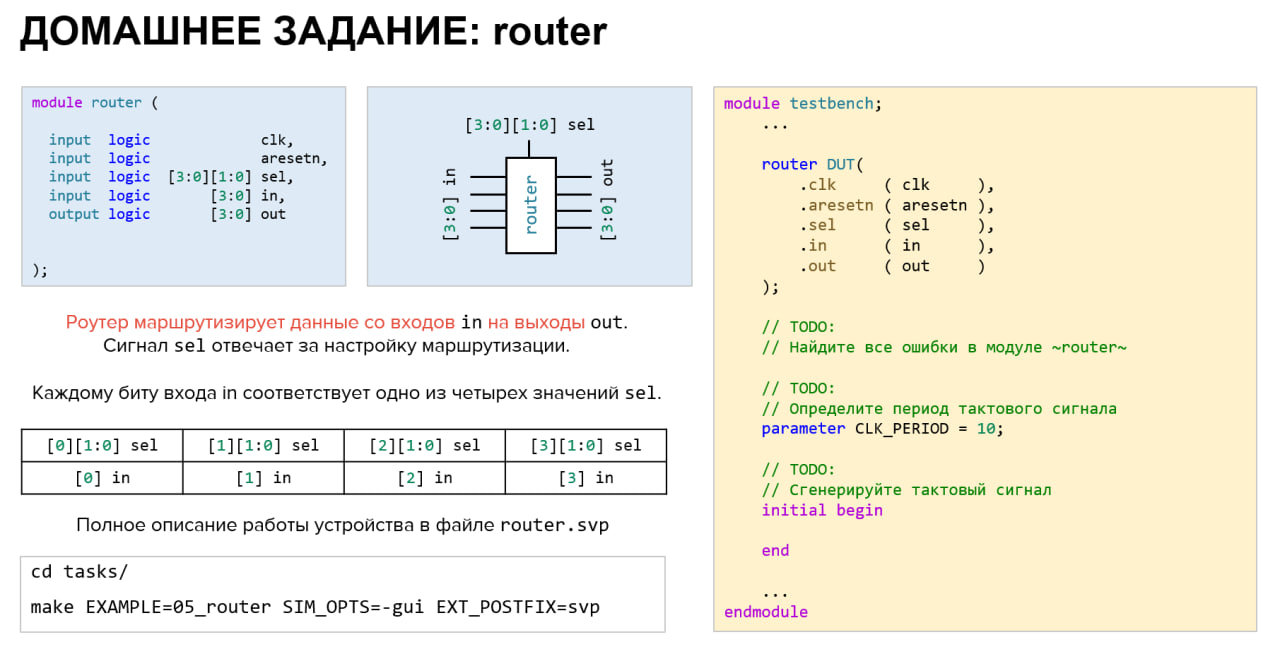 ДОМАШНЕЕ ЗАДАНИЕ: router
module router (
input logic clk,
input logic aresetn,
input logic [3:0][1:0] sel,
input logic [3:0] in,
output logic [3:0] out
);
[3:0][1:0] sel
[3:0] in
router
[3:0] out
Роутер маршрутизирует данные со входов in на выходы out.
Сигнал sel отвечает за настройку маршрутизации.
Каждому биту входа in соответствует одно из четырех значений sel.
[0][1:0] sel [1][1:0] sel [2][1:0] sel [3][1:0] sel
[0] in [1] in [2] in [3] in
Полное описание работы устройства в файле router.svp
cd tasks/
make EXAMPLE=05_router SIM_OPTS=-gui EXT_POSTFIX=svp
module testbench;
...
router DUT(
.clk ( clk ),
.aresetn ( aresetn ),
.sel ( sel ),
.in ( in ),
.out ( out )
);
// TODO:
// Найдите все ошибки в модуле ~router~
// TODO:
// Определите период тактового сигнала
parameter CLK_PERIOD = 10;
// TODO:
// Сгенерируйте тактовый сигнал
initial begin
end
...
endmodule